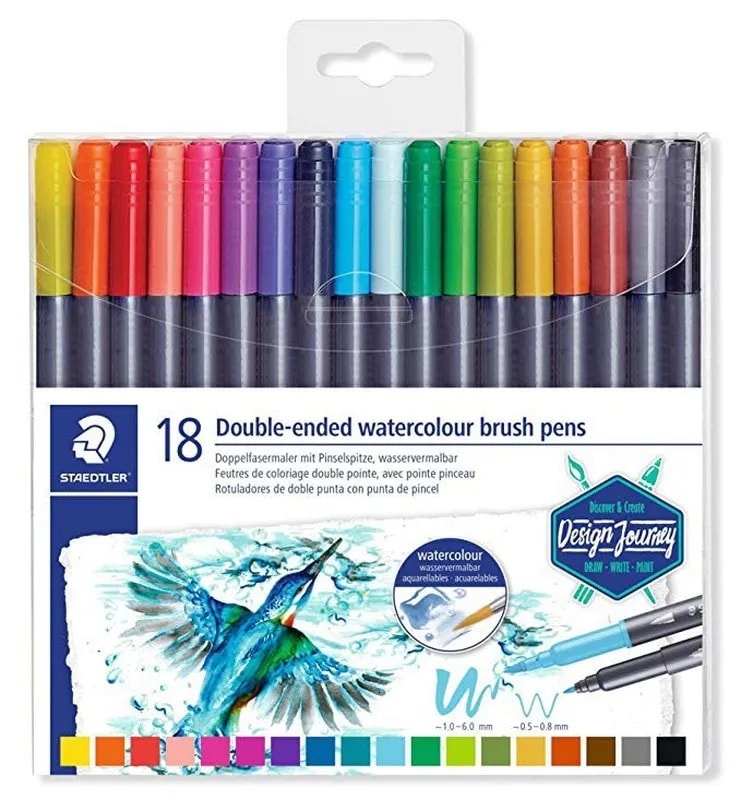 STAEDTLER
18 Double-ended watercolour brush pens
Doppelfasermaler mit Pinselspitze, wasservermalbar
Feutres de coloriage double pointe, avec pointe pinceau
Rotuladores de doble punta con punta de pincel
Discover & Create
Design Journey
DRAW - WRITE - PAINT
watercolour
wasservermalbar
aquarellables · acuarelables
~1.0-6.0 mm
~0.5-0.8 mm